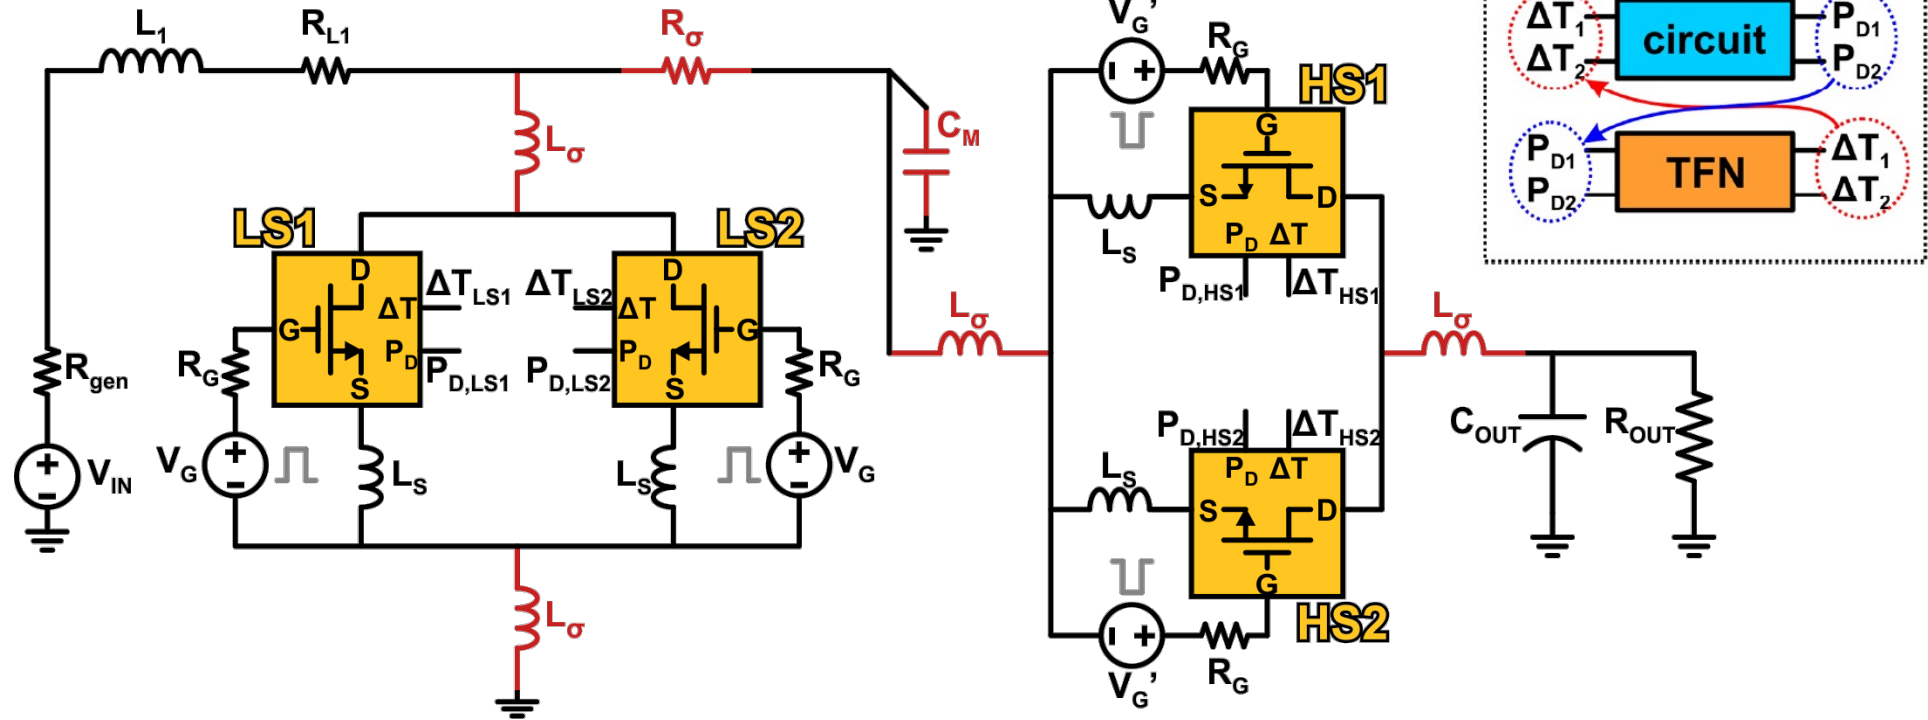 L1
RL1
Rσ
Lσ
CM
LS1
LS2
D
ΔT
PD
G
S
ΔTLS1
PD,LS1
ΔTLS2
PD,LS2
D
ΔT
PD
G
S
RG
RG
Rgen
VIN
+
-
VG
+
-
LS
LS
+
-
VG
Lσ
Lσ
VG’
- +
RG
HS1
G
S
D
PD ΔT
LS
PD,HS1
ΔTHS1
Lσ
PD,HS2
ΔTHS2
LS
PD ΔT
S
D
G
HS2
- +
VG’
RG
COUT
ROUT
ΔT1
ΔT2
circuit
PD1
PD2
PD1
PD2
TFN
ΔT1
ΔT2